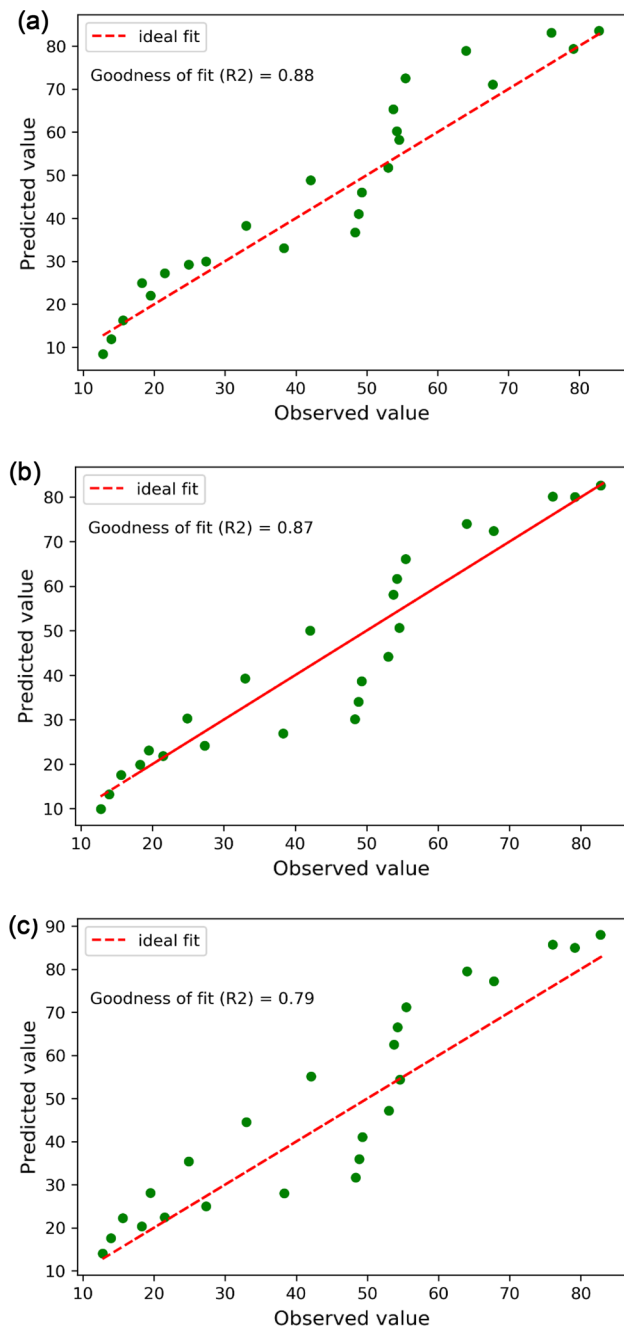 (a)
ideal fit
Goodness of fit (R2) = 0.88
Predicted value
80
70
60
50
40
30
20
10
10 20 30 40 50 60 70 80
Observed value
(b)
ideal fit
Goodness of fit (R2) = 0.87
Predicted value
80
70
60
50
40
30
20
10
10 20 30 40 50 60 70 80
Observed value
(c)
ideal fit
Goodness of fit (R2) = 0.79
Predicted value
90
80
70
60
50
40
30
20
10
10 20 30 40 50 60 70 80
Observed value